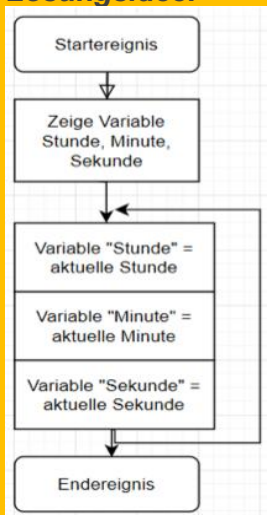 Lösungsidee:
Startereignis
Zeige Variable
Stunde, Minute,
Sekunde
Variable "Stunde" =
aktuelle Stunde
Variable "Minute" =
aktuelle Minute
Variable "Sekunde" =
aktuelle Sekunde
Endereignis